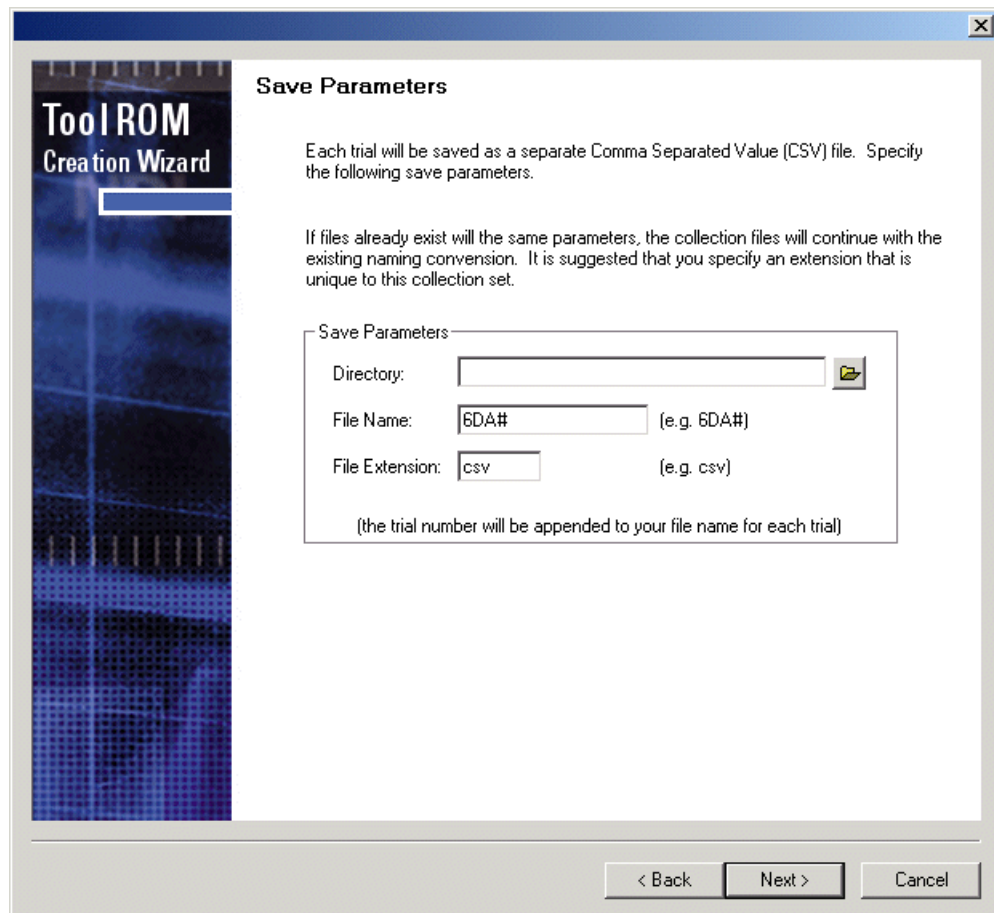 Tool ROM
Creation Wizard
Save Parameters
Each trial will be saved as a separate Comma Separated Value (CSV) file. Specify
the following save parameters.
If files already exist will the same parameters, the collection files will continue with the
existing naming convension. It is suggested that you specify an extension that is
unique to this collection set.
Save Parameters
Directory:
File Name: 6DA# (e.g. 6DA#)
File Extension: csv (e.g. csv)
(the trial number will be appended to your file name for each trial)
< Back Next > Cancel